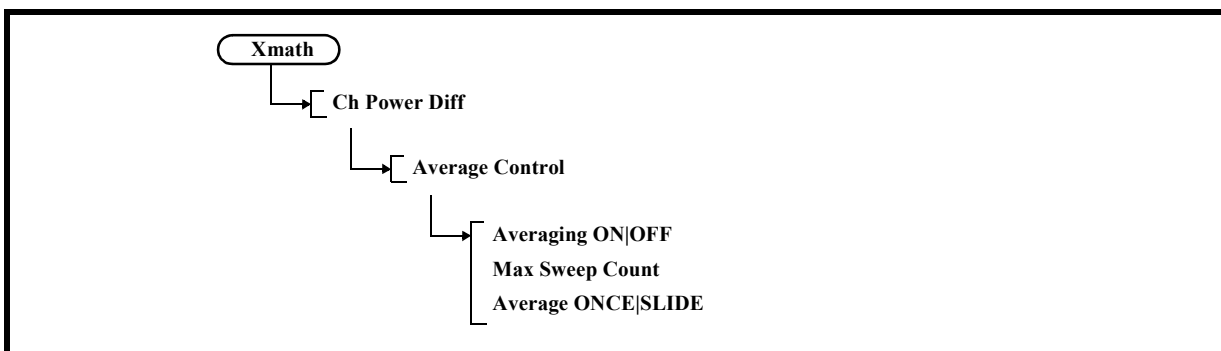 Xmath
Ch Power Diff
Average Control
Averaging ON|OFF
Max Sweep Count
Average ONCE|SLIDE